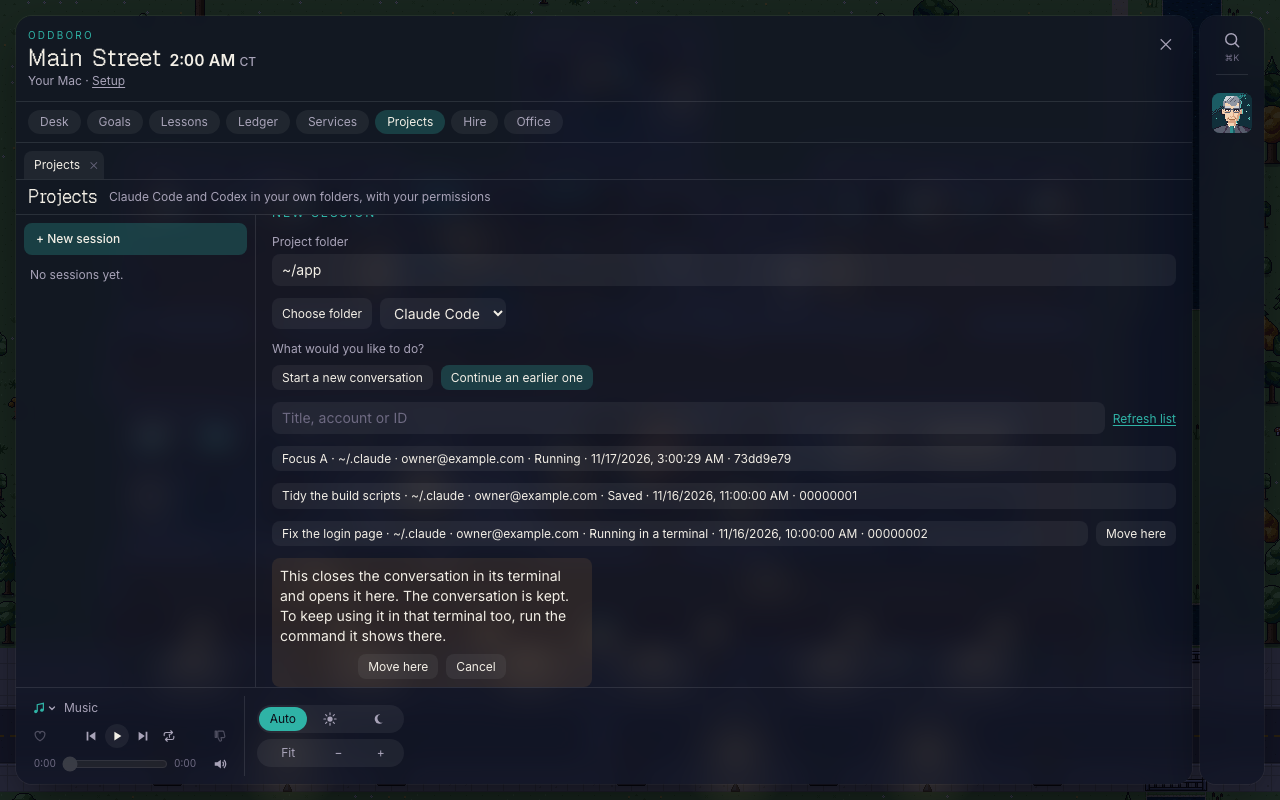 ODDBORO
Main Street 2:00 AM CT
Your Mac · Setup
⌘K
Desk Goals Lessons Ledger Services Projects Hire Office
Projects
Projects Claude Code and Codex in your own folders, with your permissions
NEW SESSION
+ New session
No sessions yet.
Project folder
~/app
Choose folder Claude Code
What would you like to do?
Start a new conversation Continue an earlier one
Title, account or ID Refresh list
Focus A · ~/.claude · owner@example.com · Running · 11/17/2026, 3:00:29 AM · 73dd9e79
Tidy the build scripts · ~/.claude · owner@example.com · Saved · 11/16/2026, 11:00:00 AM · 00000001
Fix the login page · ~/.claude · owner@example.com · Running in a terminal · 11/16/2026, 10:00:00 AM · 00000002 Move here
This closes the conversation in its terminal
and opens it here. The conversation is kept.
To keep using it in that terminal too, run the
command it shows there.
Move here Cancel
Music
0:00 0:00
Auto
Fit − +